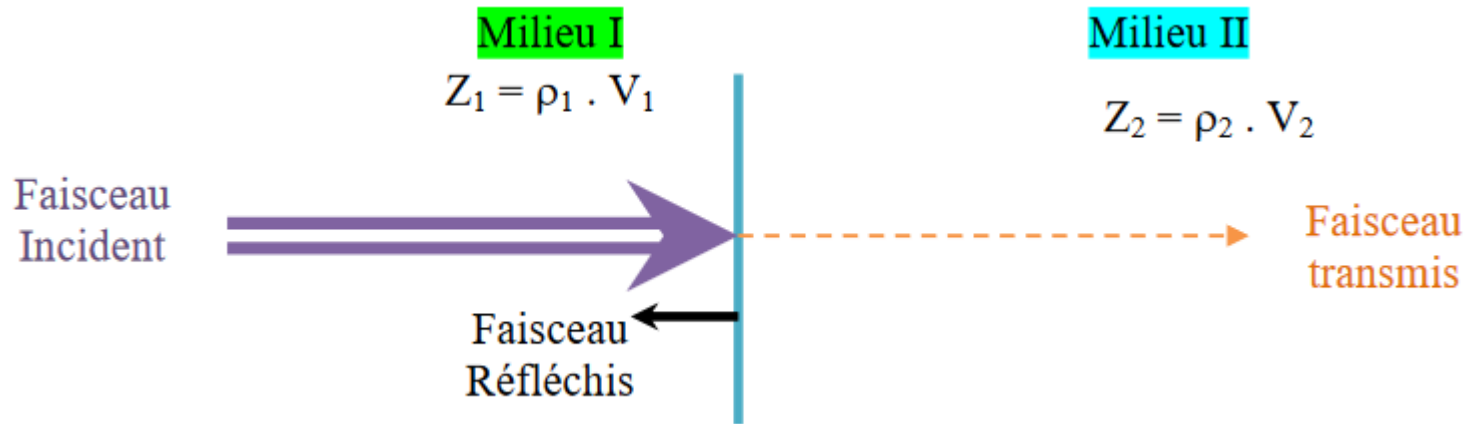 Milieu I
Milieu II
Z₁ = ρ₁ . V₁
Z₂ = ρ₂ . V₂
Faisceau
Incident
Faisceau
transmis
Faisceau
Réfléchis